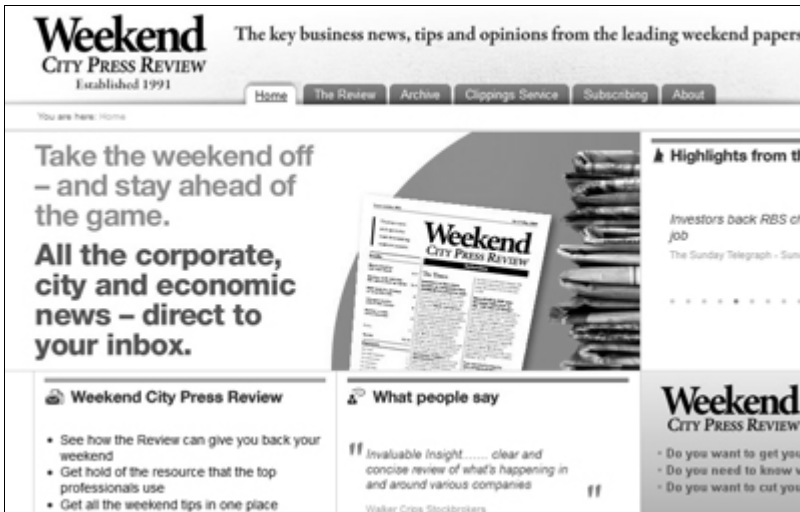 Weekend
CITY PRESS REVIEW
Established 1991
The key business news, tips and opinions from the leading weekend papers
Home
The Review
Archive
Clippings Service
Subscribing
About
You are here: Home
Take the weekend off
– and stay ahead of
the game.
All the corporate,
city and economic
news – direct to
your inbox.
Weekend
CITY PRESS REVIEW
The Times
Highlights from th
Investors back RBS ch
job
The Sunday Telegraph - Sun
Weekend City Press Review
• See how the Review can give you back your
weekend
• Get hold of the resource that the top
professionals use
• Get all the weekend tips in one place
What people say
Invaluable Insight...... clear and
concise review of what's happening in
and around various companies
Walker Crips Stockbrokers
Weekend
CITY PRESS REVIEW
• Do you want to get you
• Do you need to know w
• Do you want to cut you